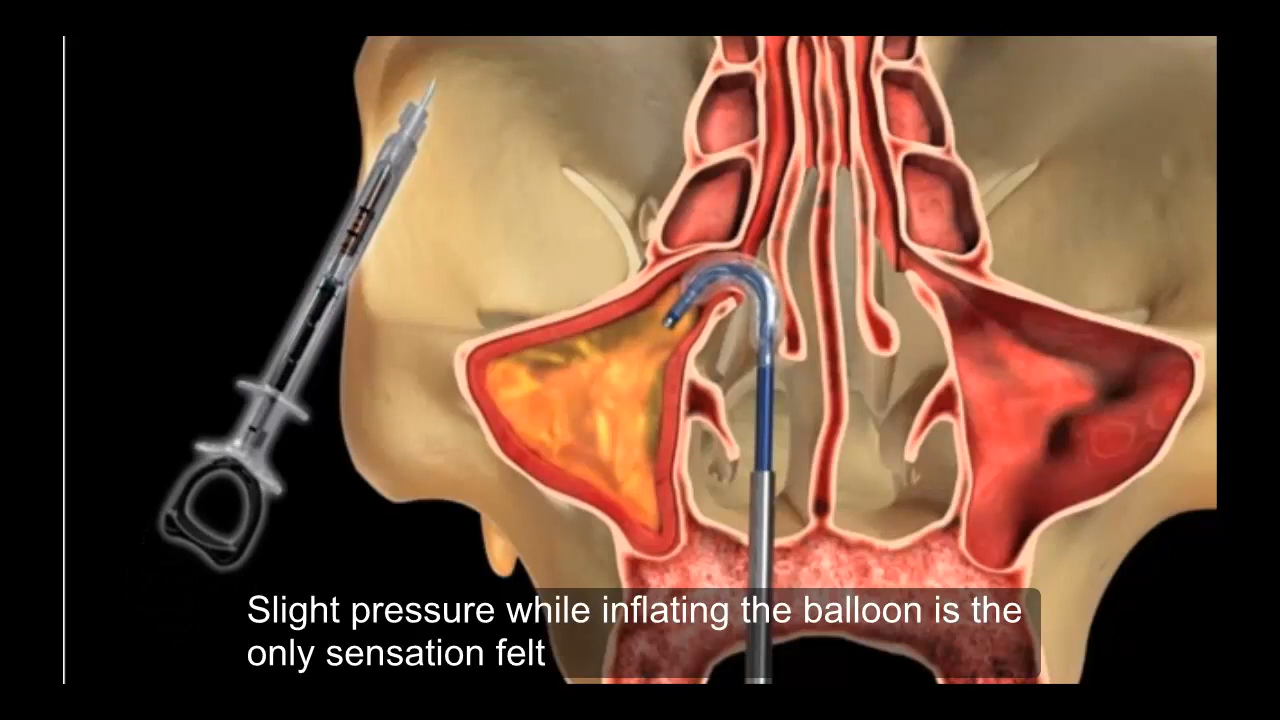 Slight pressure while inflating the balloon is the
only sensation felt